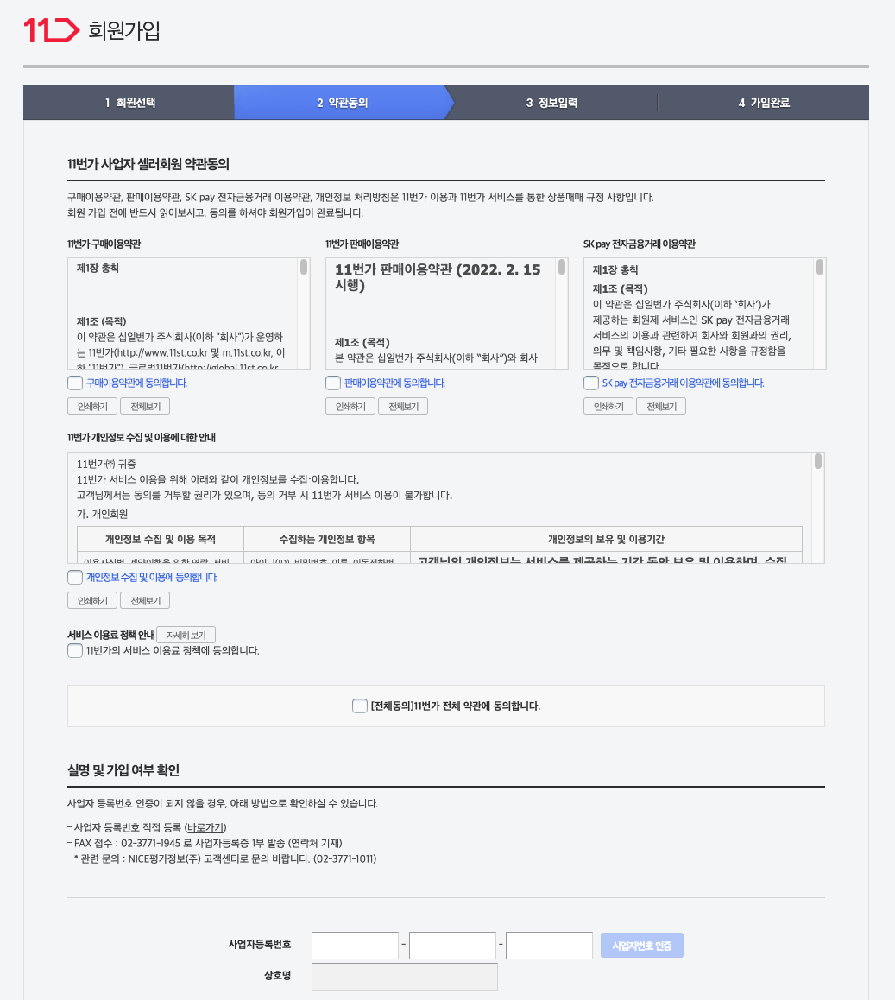 11 회원가입
1 회원선택
2 약관동의
3 정보입력
4 가입완료
11번가 사업자 셀러회원 약관동의
구매이용약관, 판매이용약관, SK pay 전자금융거래 이용약관, 개인정보 처리방침은 11번가 이용과 11번가 서비스를 통한 상품매매 규정 사항입니다.
회원 가입 전에 반드시 읽어보시고, 동의를 하셔야 회원가입이 완료됩니다.
11번가 구매이용약관
제1장 총칙
제1조 (목적)
이 약관은 십일번가 주식회사(이하 "회사")가 운영하
는 11번가(http://www.11st.co.kr 및 m.11st.co.kr, 이
하 "11번가"), 글로벌11번가(http://global.11st.co.kr
구매이용약관에 동의합니다.
인쇄하기
전체보기
11번가 판매이용약관
11번가 판매이용약관 (2022. 2. 15
시행)
제1조 (목적)
본 약관은 십일번가 주식회사(이하 “회사”)와 회사
판매이용약관에 동의합니다.
인쇄하기
전체보기
SK pay 전자금융거래 이용약관
제1장 총칙
제1조 (목적)
이 약관은 십일번가 주식회사(이하 ‘회사’)가
제공하는 회원제 서비스인 SK pay 전자금융거래
서비스의 이용과 관련하여 회사와 회원과의 권리,
의무 및 책임사항, 기타 필요한 사항을 규정함을
목적으로 합니다
SK pay 전자금융거래 이용약관에 동의합니다.
인쇄하기
전체보기
11번가 개인정보 수집 및 이용에 대한 안내
11번가㈜ 귀중
11번가 서비스 이용을 위해 아래와 같이 개인정보를 수집·이용합니다.
고객님께서는 동의를 거부할 권리가 있으며, 동의 거부 시 11번가 서비스 이용이 불가합니다.
가. 개인회원
개인정보 수집 및 이용 목적
수집하는 개인정보 항목
개인정보의 보유 및 이용기간
이용자식별, 계약이행을 위한 연락, 서비
아이디(ID), 비밀번호, 이름, 이동전화번
고객님의 개인정보는 서비스를 제공하는 기간 동안 보유 및 이용하며, 수집
개인정보 수집 및 이용에 동의합니다.
인쇄하기
전체보기
서비스 이용료 정책 안내
자세히 보기
11번가의 서비스 이용료 정책에 동의합니다.
[전체동의]11번가 전체 약관에 동의합니다.
실명 및 가입 여부 확인
사업자 등록번호 인증이 되지 않을 경우, 아래 방법으로 확인하실 수 있습니다.
- 사업자 등록번호 직접 등록 (바로가기)
- FAX 접수 : 02-3771-1945 로 사업자등록증 1부 발송 (연락처 기재)
* 관련 문의 : NICE평가정보(주) 고객센터로 문의 바랍니다. (02-3771-1011)
사업자등록번호
-
-
사업자번호 인증
상호명